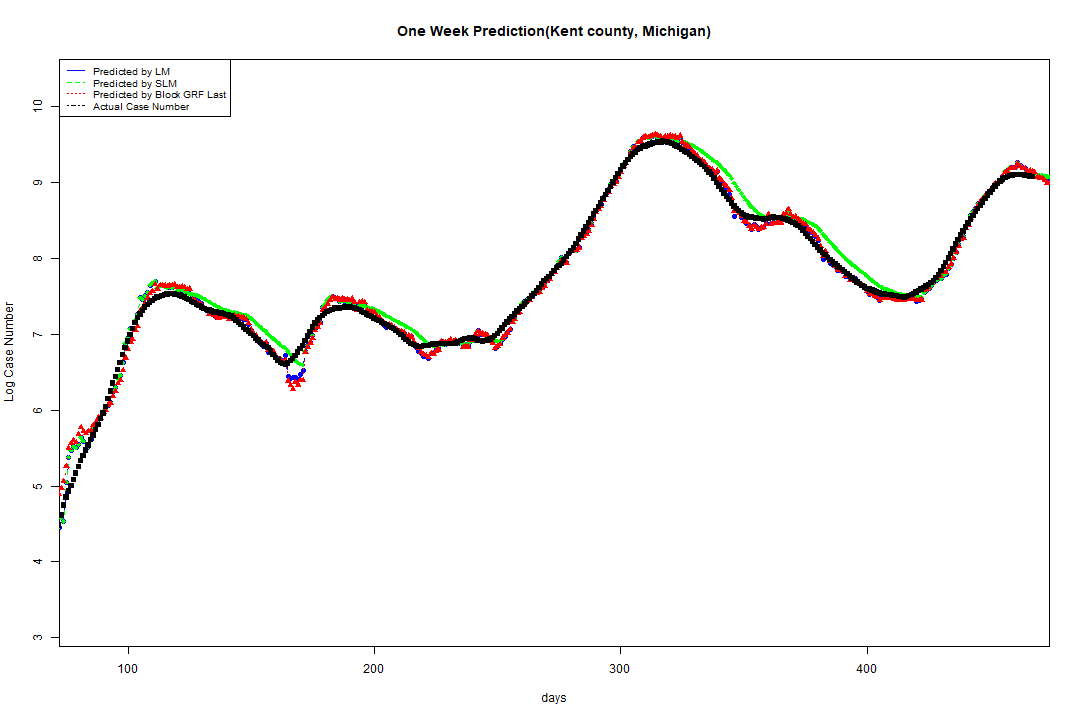 One Week Prediction(Kent county, Michigan)
Predicted by LM
Predicted by SLM
Predicted by Block GRF Last
Actual Case Number
10
9
8
7
6
5
4
3
Log Case Number
100 200 300 400
days